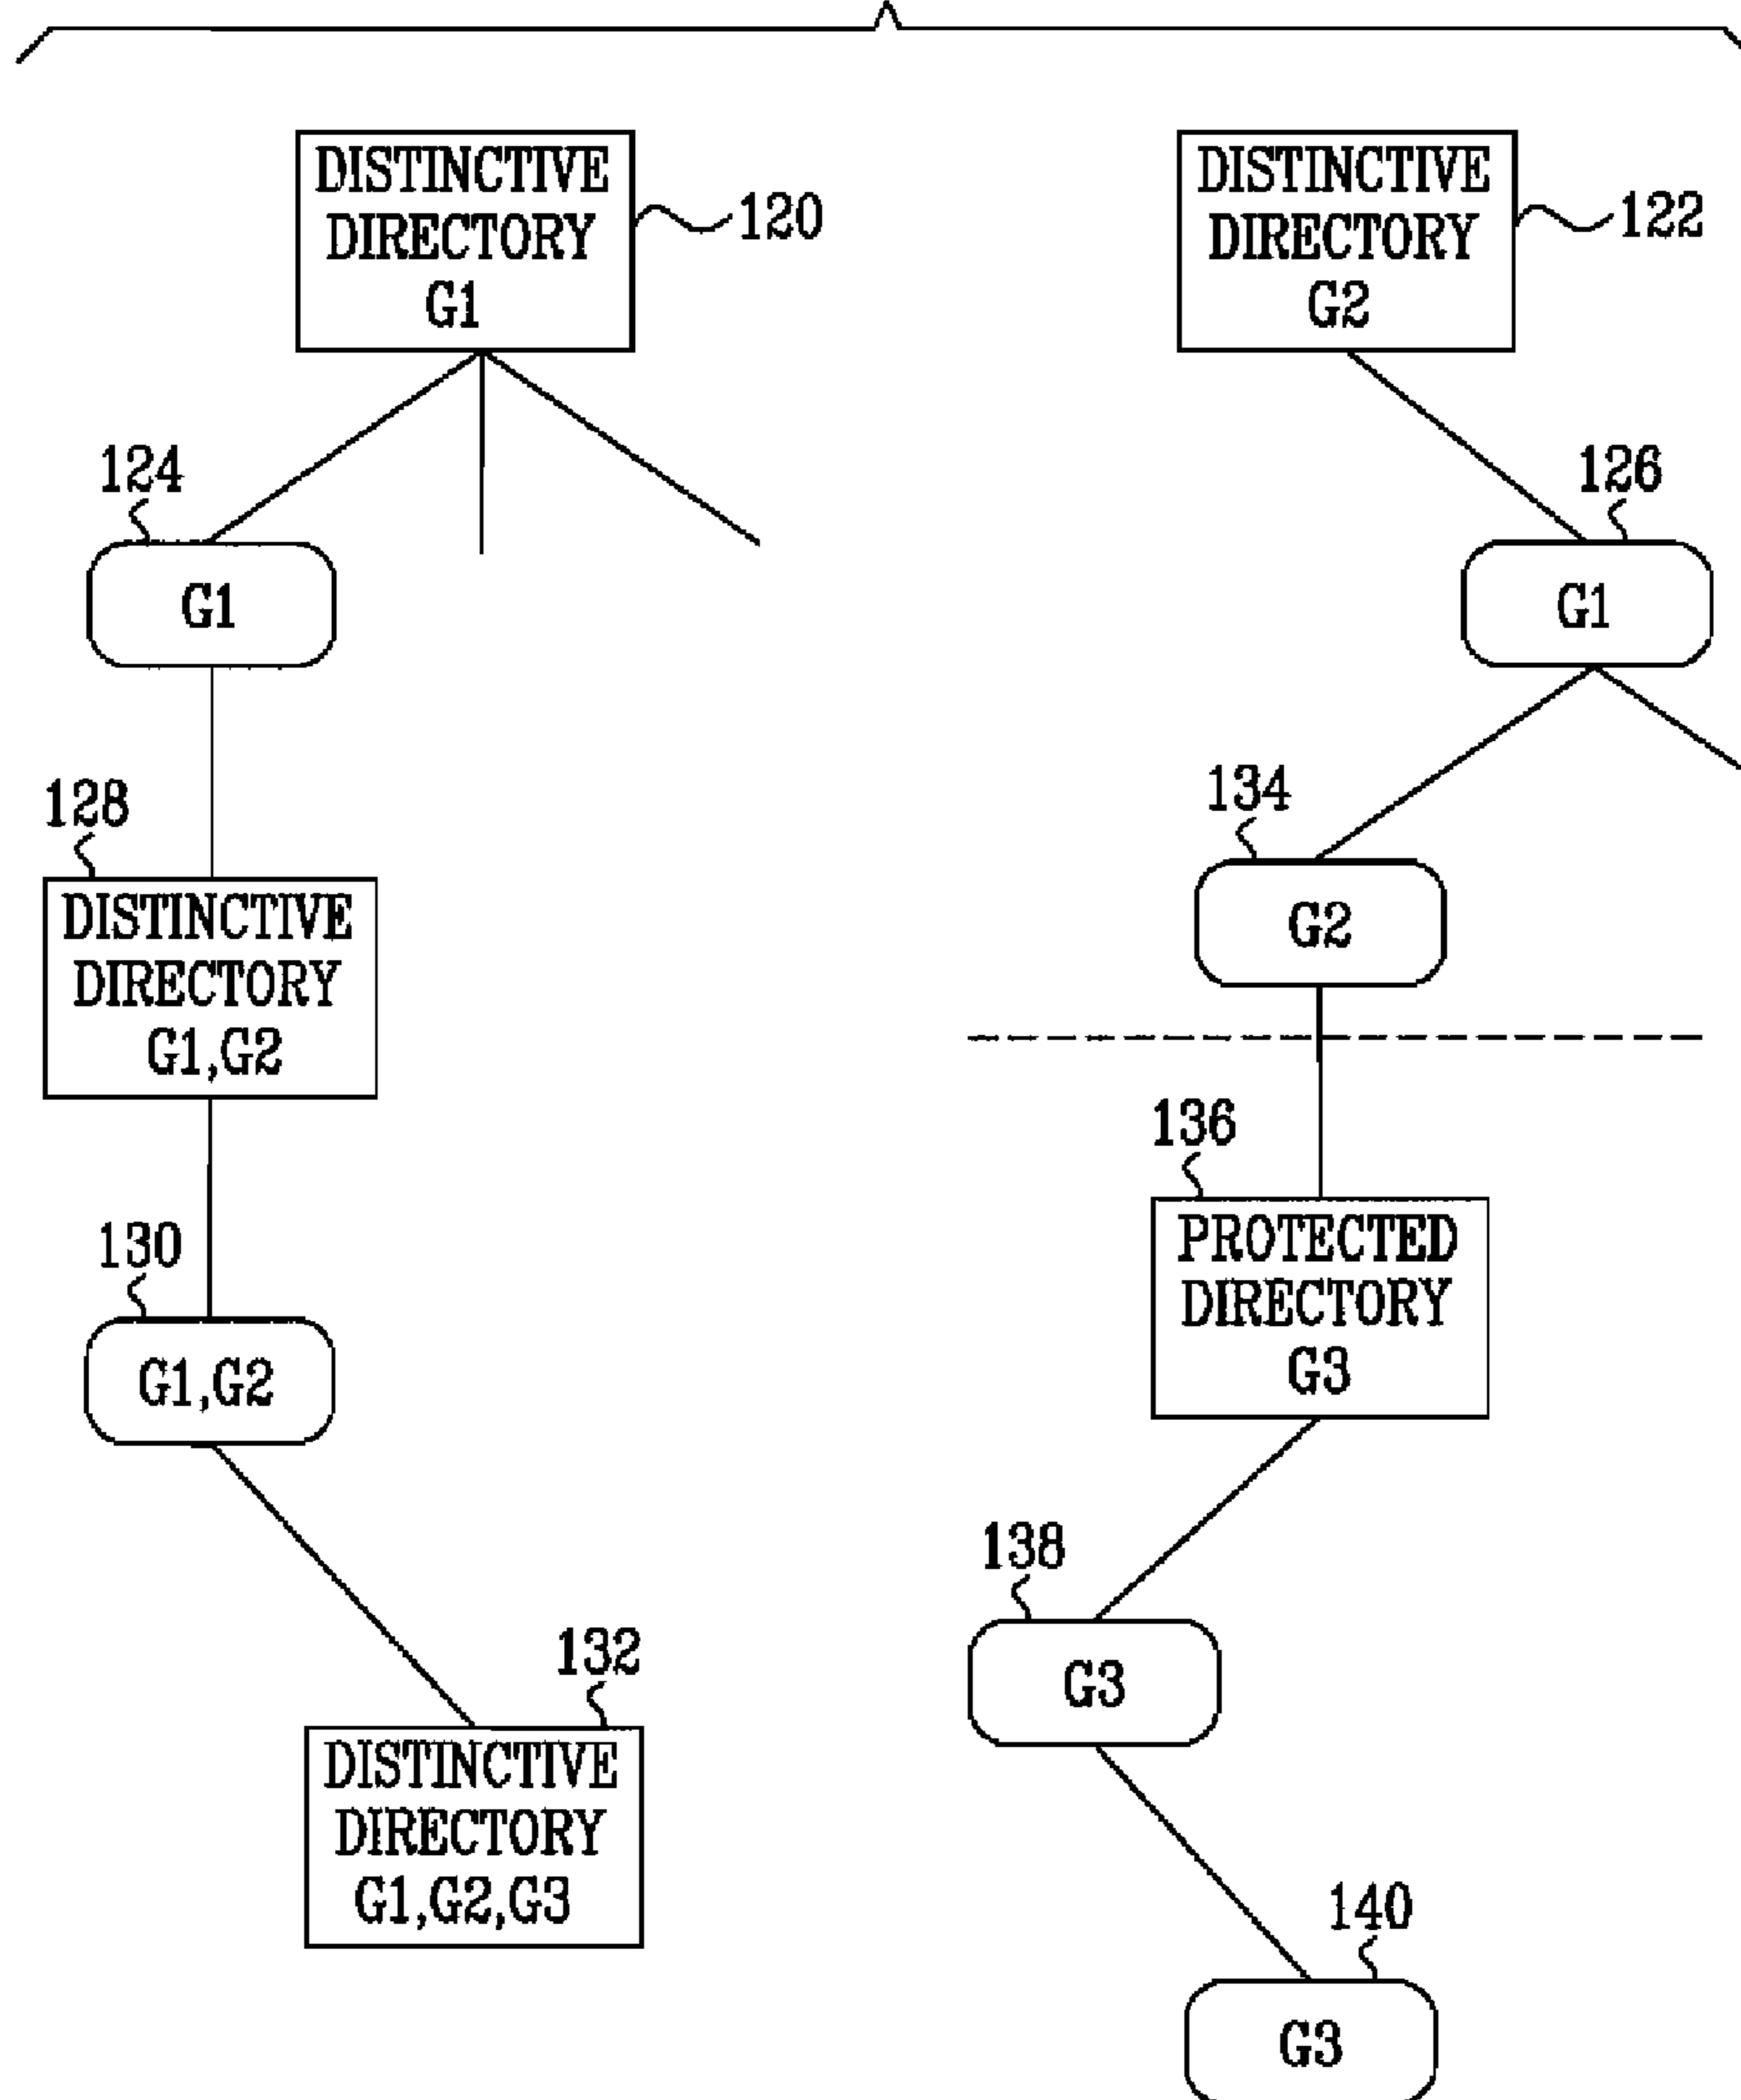 DISTINCTIVE
DIRECTORY
G1
120
DISTINCTIVE
DIRECTORY
G2
122
124
G1
126
G1
128
DISTINCTIVE
DIRECTORY
G1,G2
134
G2
130
G1,G2
136
PROTECTED
DIRECTORY
G3
138
G3
132
DISTINCTIVE
DIRECTORY
G1,G2,G3
140
G3